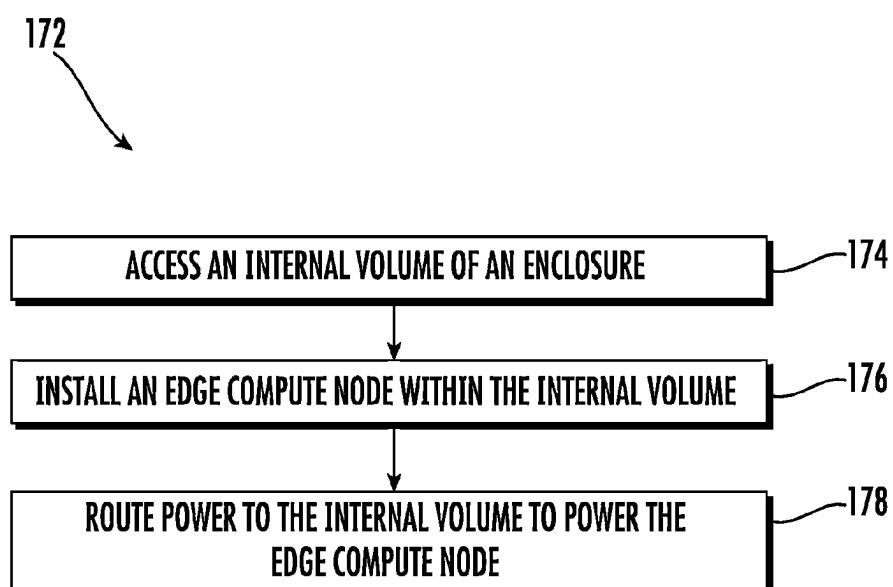 172
ACCESS AN INTERNAL VOLUME OF AN ENCLOSURE
174
INSTALL AN EDGE COMPUTE NODE WITHIN THE INTERNAL VOLUME
176
ROUTE POWER TO THE INTERNAL VOLUME TO POWER THE
EDGE COMPUTE NODE
178